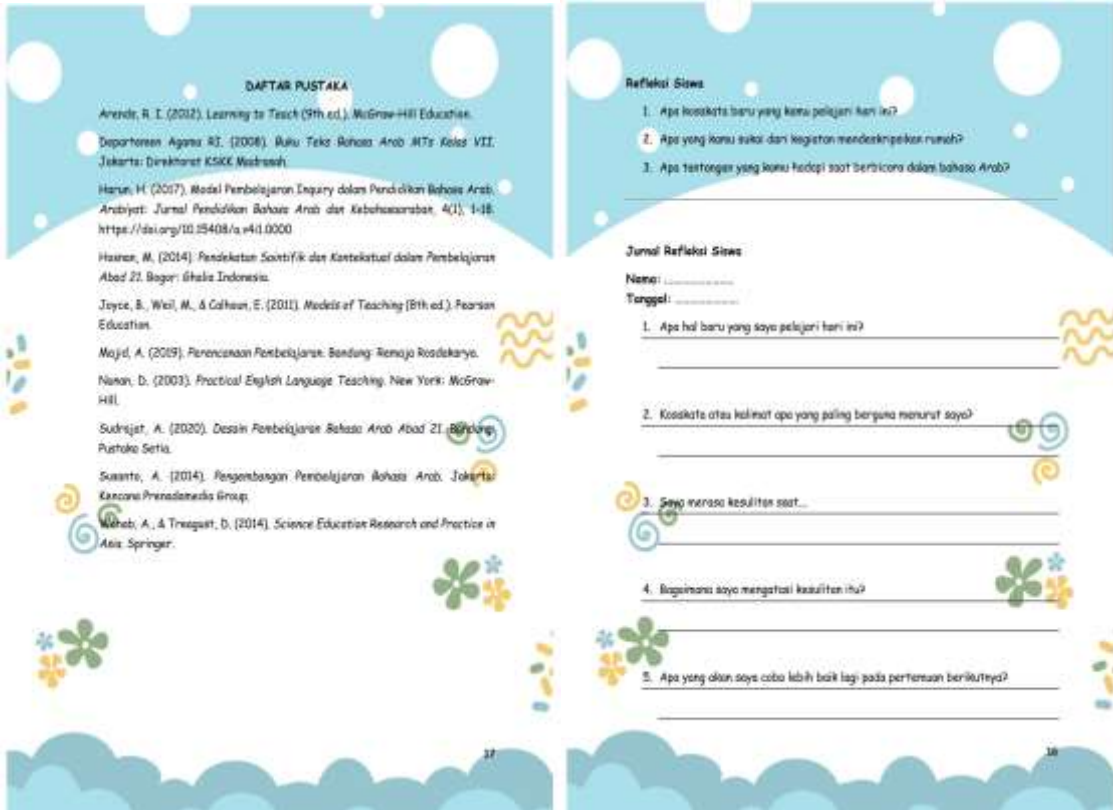 DAFTAR PUSTAKA
Arends, R. I. (2012). Learning to Teach (9th ed.). McGraw-Hill Education.
Departemen Agama RI. (2008). Buku Teks Bahasa Arab MTs Kelas VII.
Jakarta: Direktorat KSKK Madrasah.
Harun, H. (2017). Model Pembelajaran Inquiry dalam Pendidikan Bahasa Arab.
Arabiyat: Jurnal Pendidikan Bahasa Arab dan Kebahasaaraban, 4(1), 1-18.
https://doi.org/10.15408/a.v4i1.0000
Hosnan, M. (2014). Pendekatan Saintifik dan Kontekstual dalam Pembelajaran
Abad 21. Bogor: Ghalia Indonesia.
Joyce, B., Weil, M., & Calhoun, E. (2011). Models of Teaching (8th ed.). Pearson
Education.
Majid, A. (2019). Perencanaan Pembelajaran. Bandung: Remaja Rosdakarya.
Nunan, D. (2003). Practical English Language Teaching. New York: McGraw-
Hill.
Sudrajat, A. (2020). Desain Pembelajaran Bahasa Arab Abad 21. Bandung:
Pustaka Setia.
Susanto, A. (2014). Pengembangan Pembelajaran Bahasa Arab. Jakarta:
Kencana Prenadamedia Group.
A., & Treagust, D. (2014). Science Education Research and Practice in
Asia. Springer.
17
Refleksi Siswa
1. Apa kosakata baru yang kamu pelajari hari ini?
2. Apa yang kamu sukai dari kegiatan mendeskripsikan rumah?
3. Apa tantangan yang kamu hadapi saat berbicara dalam bahasa Arab?
Jurnal Refleksi Siswa
Nama: ....................
Tanggal: ..................
1. Apa hal baru yang saya pelajari hari ini?
2. Kosakata atau kalimat apa yang paling berguna menurut saya?
3. Saya merasa kesulitan saat...
4. Bagaimana saya mengatasi kesulitan itu?
5. Apa yang akan saya coba lebih baik lagi pada pertemuan berikutnya?